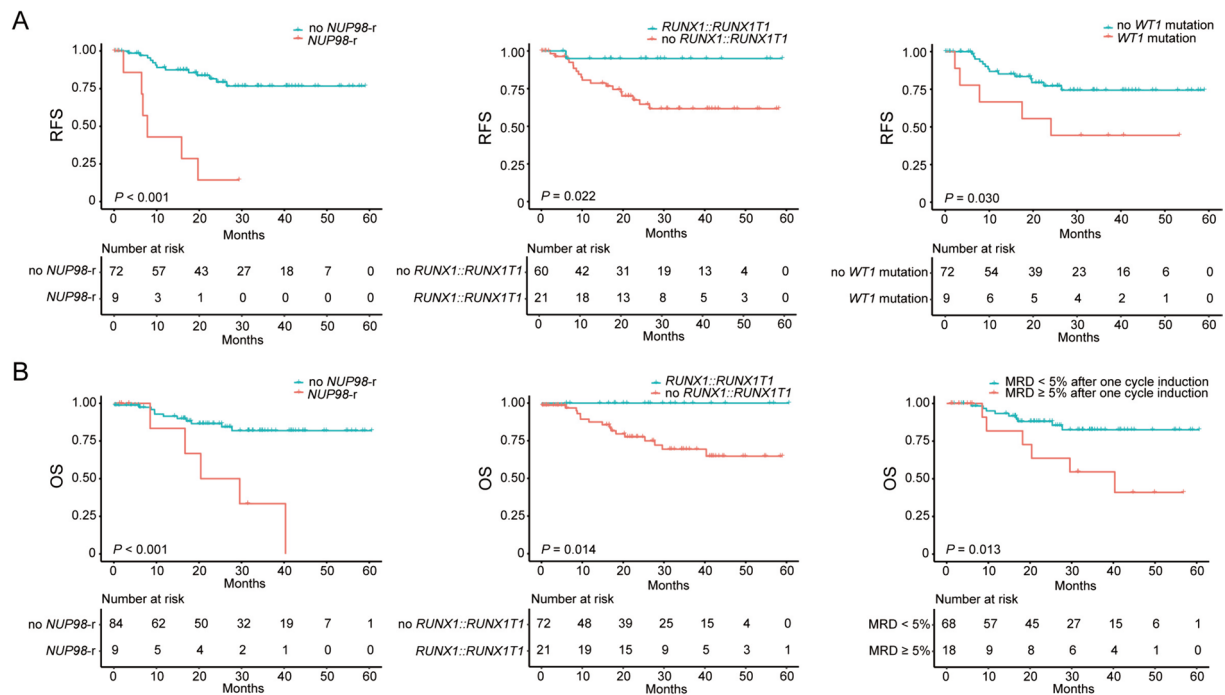 A
no NUP98-r
NUP98-r
RFS
1.00
0.75
0.50
0.25
0
P < 0.001
0 10 20 30 40 50 60
Months
Number at risk
no NUP98-r 72 57 43 27 18 7 0
NUP98-r 9 3 1 0 0 0 0
0 10 20 30 40 50 60
Months
RUNX1::RUNX1T1
no RUNX1::RUNX1T1
RFS
1.00
0.75
0.50
0.25
0
P = 0.022
0 10 20 30 40 50 60
Months
Number at risk
no RUNX1::RUNX1T1 60 42 31 19 13 4 0
RUNX1::RUNX1T1 21 18 13 8 5 3 0
0 10 20 30 40 50 60
Months
no WT1 mutation
WT1 mutation
RFS
1.00
0.75
0.50
0.25
0
P = 0.030
0 10 20 30 40 50 60
Months
Number at risk
no WT1 mutation 72 54 39 23 16 6 0
WT1 mutation 9 6 5 4 2 1 0
0 10 20 30 40 50 60
Months
B
no NUP98-r
NUP98-r
OS
1.00
0.75
0.50
0.25
0
P < 0.001
0 10 20 30 40 50 60
Months
Number at risk
no NUP98-r 84 62 50 32 19 7 1
NUP98-r 9 5 4 2 1 0 0
0 10 20 30 40 50 60
Months
RUNX1::RUNX1T1
no RUNX1::RUNX1T1
OS
1.00
0.75
0.50
0.25
0
P = 0.014
0 10 20 30 40 50 60
Months
Number at risk
no RUNX1::RUNX1T1 72 48 39 25 15 4 0
RUNX1::RUNX1T1 21 19 15 9 5 3 1
0 10 20 30 40 50 60
Months
MRD < 5% after one cycle induction
MRD ≥ 5% after one cycle induction
OS
1.00
0.75
0.50
0.25
0
P = 0.013
0 10 20 30 40 50 60
Months
Number at risk
MRD < 5% 68 57 45 27 15 6 1
MRD ≥ 5% 18 9 8 6 4 1 0
0 10 20 30 40 50 60
Months